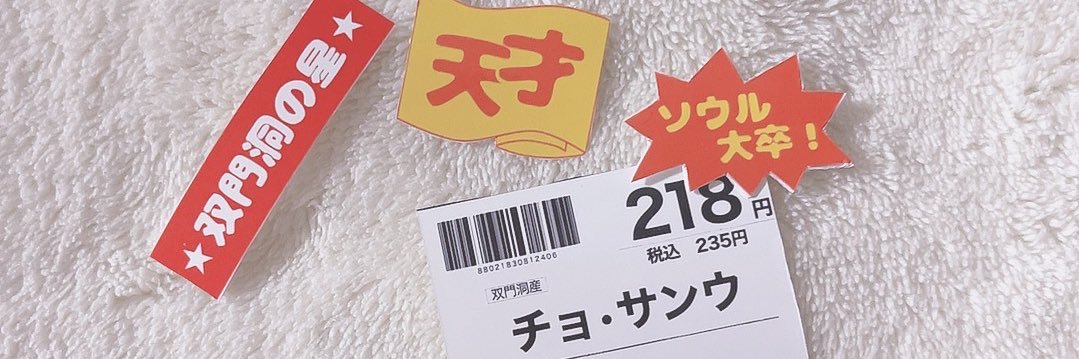 ★双門洞の星★
天才
ソウル
大卒！
218円
税込 235円
88021830812406
双門洞産
チョ・サンウ